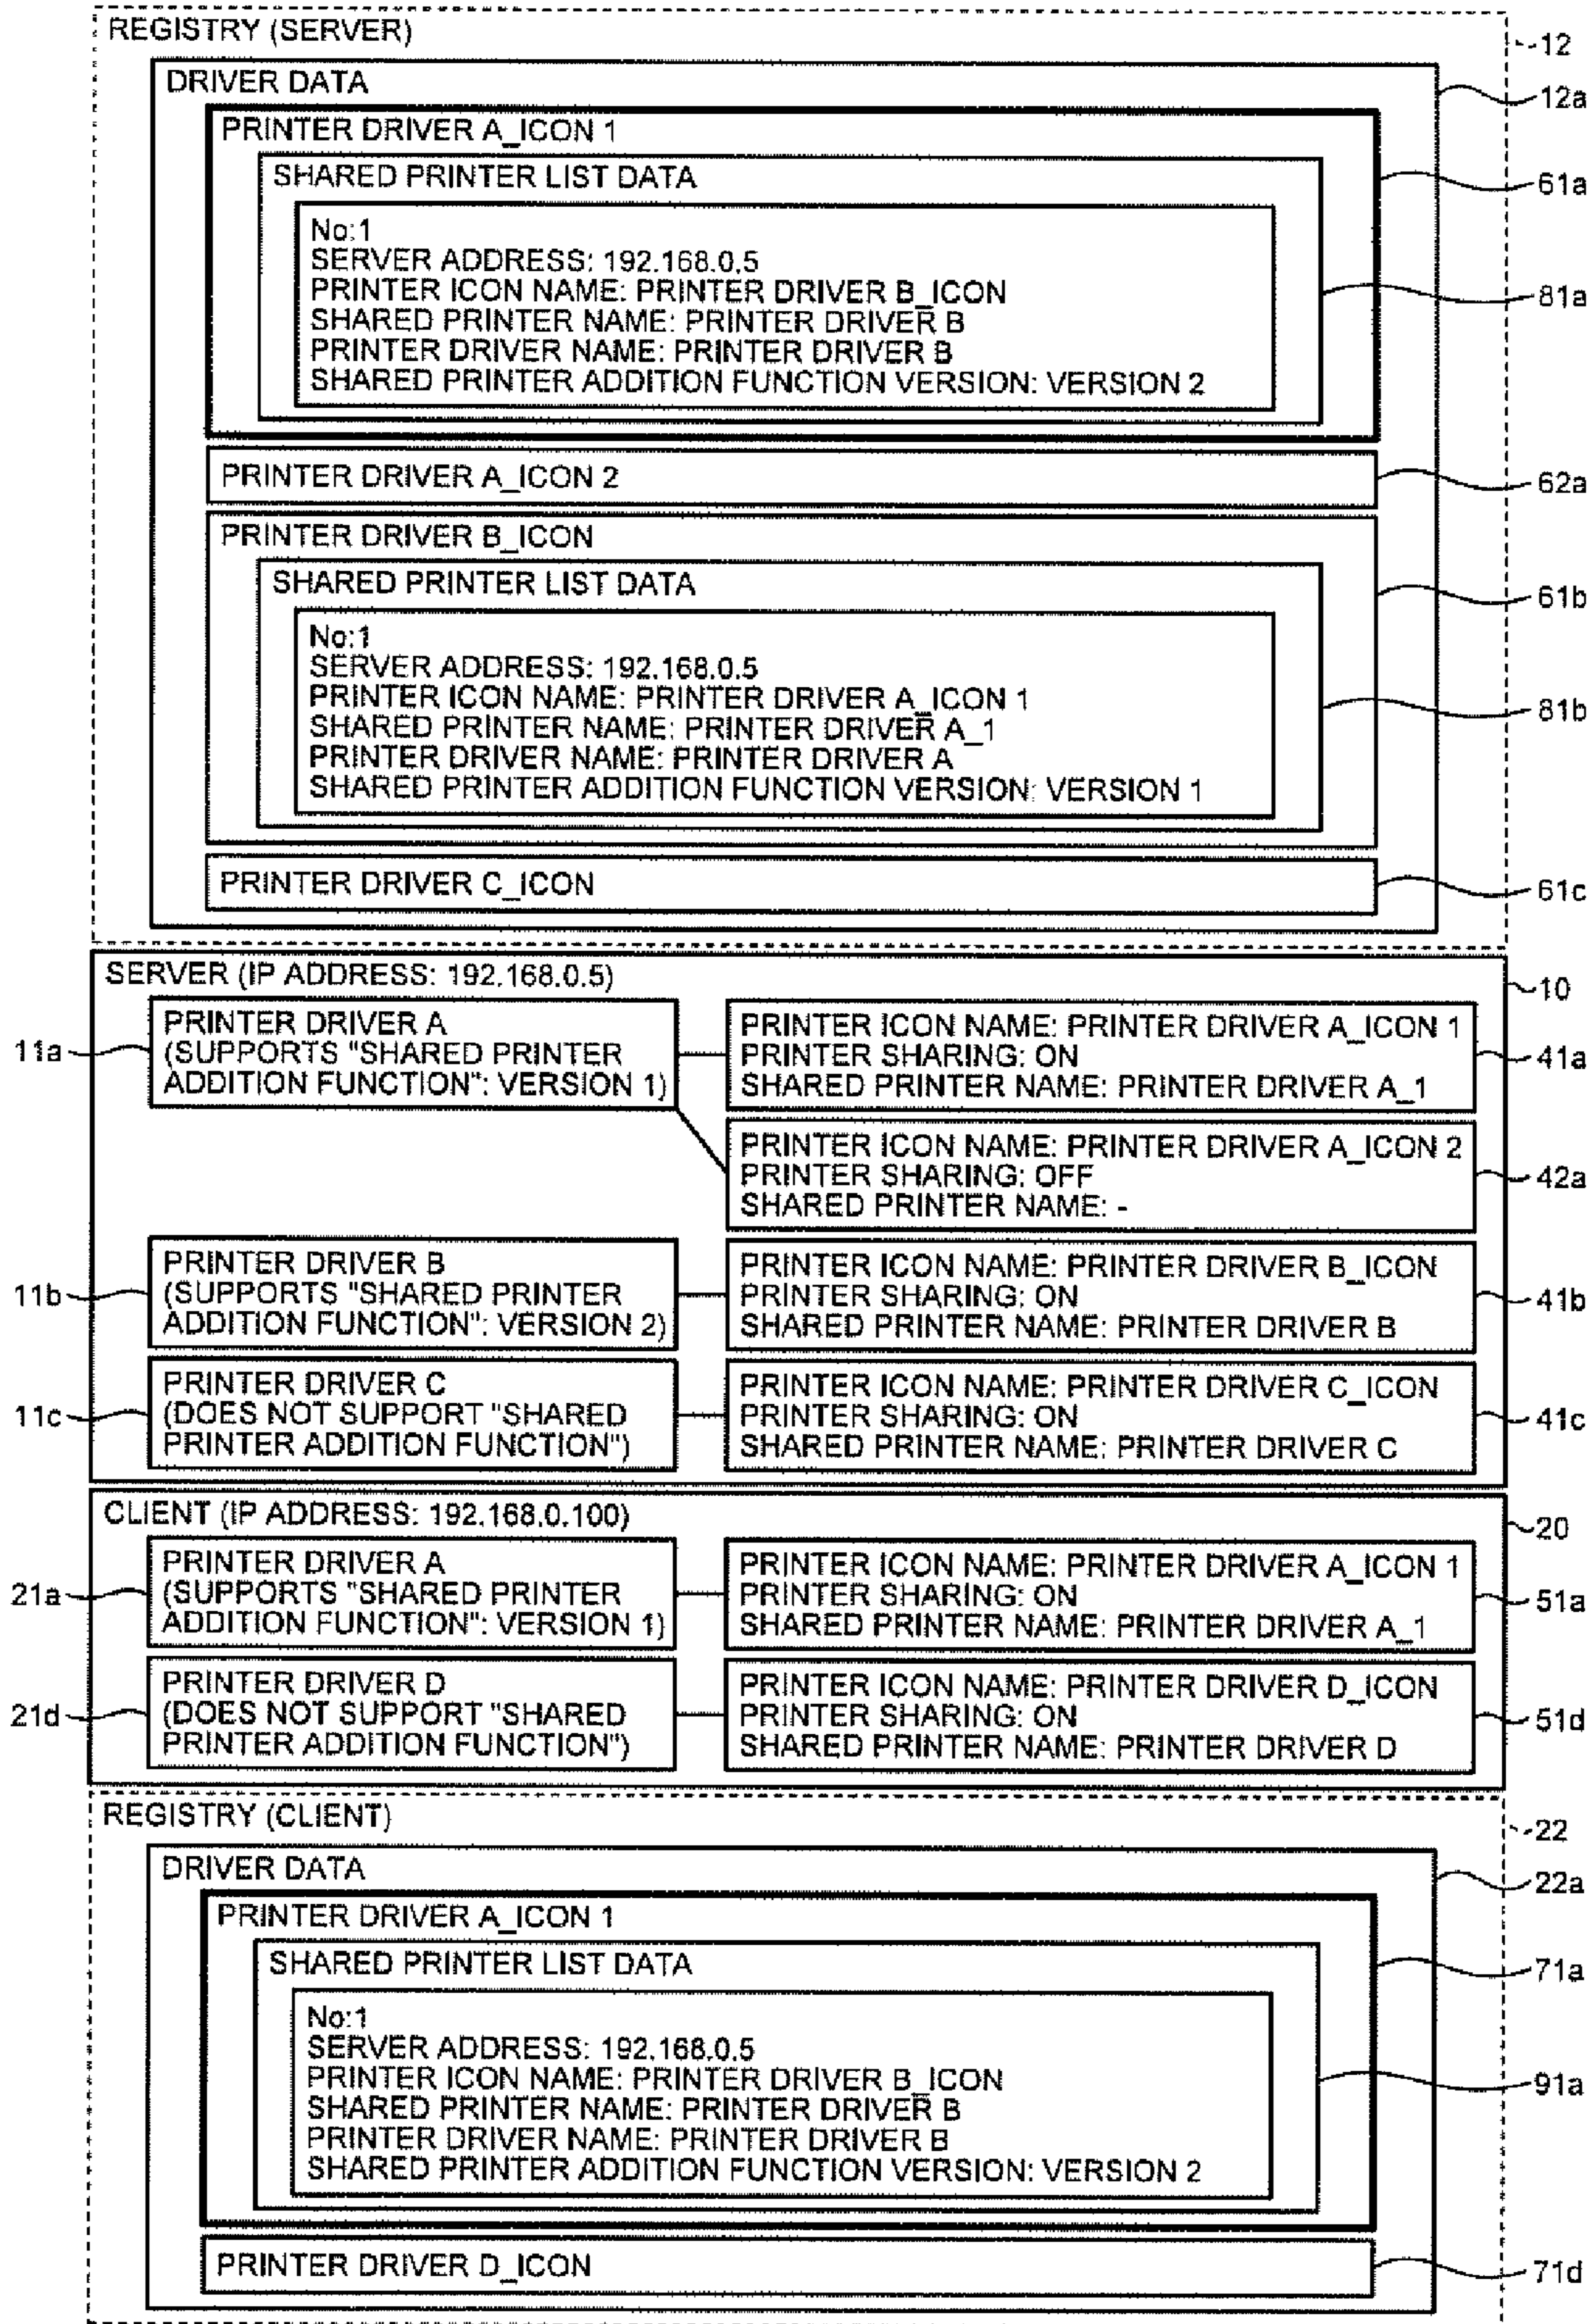 REGISTRY (SERVER)
12
DRIVER DATA
12a
PRINTER DRIVER A_ICON 1
SHARED PRINTER LIST DATA
61a
No:1
SERVER ADDRESS: 192.168.0.5
PRINTER ICON NAME: PRINTER DRIVER B_ICON
81a
SHARED PRINTER NAME: PRINTER DRIVER B
PRINTER DRIVER NAME: PRINTER DRIVER B
SHARED PRINTER ADDITION FUNCTION VERSION: VERSION 2
PRINTER DRIVER A_ICON 2
62a
PRINTER DRIVER B_ICON
SHARED PRINTER LIST DATA
61b
No:1
SERVER ADDRESS: 192.168.0.5
PRINTER ICON NAME: PRINTER DRIVER A_ICON 1
81b
SHARED PRINTER NAME: PRINTER DRIVER A_1
PRINTER DRIVER NAME: PRINTER DRIVER A
SHARED PRINTER ADDITION FUNCTION VERSION: VERSION 1
PRINTER DRIVER C_ICON
61c
SERVER (IP ADDRESS: 192.168.0.5)
10
11a
PRINTER DRIVER A
(SUPPORTS "SHARED PRINTER
ADDITION FUNCTION": VERSION 1)
PRINTER ICON NAME: PRINTER DRIVER A_ICON 1
PRINTER SHARING: ON
SHARED PRINTER NAME: PRINTER DRIVER A_1
41a
PRINTER ICON NAME: PRINTER DRIVER A_ICON 2
PRINTER SHARING: OFF
SHARED PRINTER NAME: -
42a
11b
PRINTER DRIVER B
(SUPPORTS "SHARED PRINTER
ADDITION FUNCTION": VERSION 2)
PRINTER ICON NAME: PRINTER DRIVER B_ICON
PRINTER SHARING: ON
SHARED PRINTER NAME: PRINTER DRIVER B
41b
11c
PRINTER DRIVER C
(DOES NOT SUPPORT "SHARED
PRINTER ADDITION FUNCTION")
PRINTER ICON NAME: PRINTER DRIVER C_ICON
PRINTER SHARING: ON
SHARED PRINTER NAME: PRINTER DRIVER C
41c
CLIENT (IP ADDRESS: 192.168.0.100)
20
21a
PRINTER DRIVER A
(SUPPORTS "SHARED PRINTER
ADDITION FUNCTION": VERSION 1)
PRINTER ICON NAME: PRINTER DRIVER A_ICON 1
PRINTER SHARING: ON
SHARED PRINTER NAME: PRINTER DRIVER A_1
51a
21d
PRINTER DRIVER D
(DOES NOT SUPPORT "SHARED
PRINTER ADDITION FUNCTION")
PRINTER ICON NAME: PRINTER DRIVER D_ICON
PRINTER SHARING: ON
SHARED PRINTER NAME: PRINTER DRIVER D
51d
REGISTRY (CLIENT)
22
DRIVER DATA
22a
PRINTER DRIVER A_ICON 1
SHARED PRINTER LIST DATA
71a
No:1
SERVER ADDRESS: 192.168.0.5
PRINTER ICON NAME: PRINTER DRIVER B_ICON
91a
SHARED PRINTER NAME: PRINTER DRIVER B
PRINTER DRIVER NAME: PRINTER DRIVER B
SHARED PRINTER ADDITION FUNCTION VERSION: VERSION 2
PRINTER DRIVER D_ICON
71d